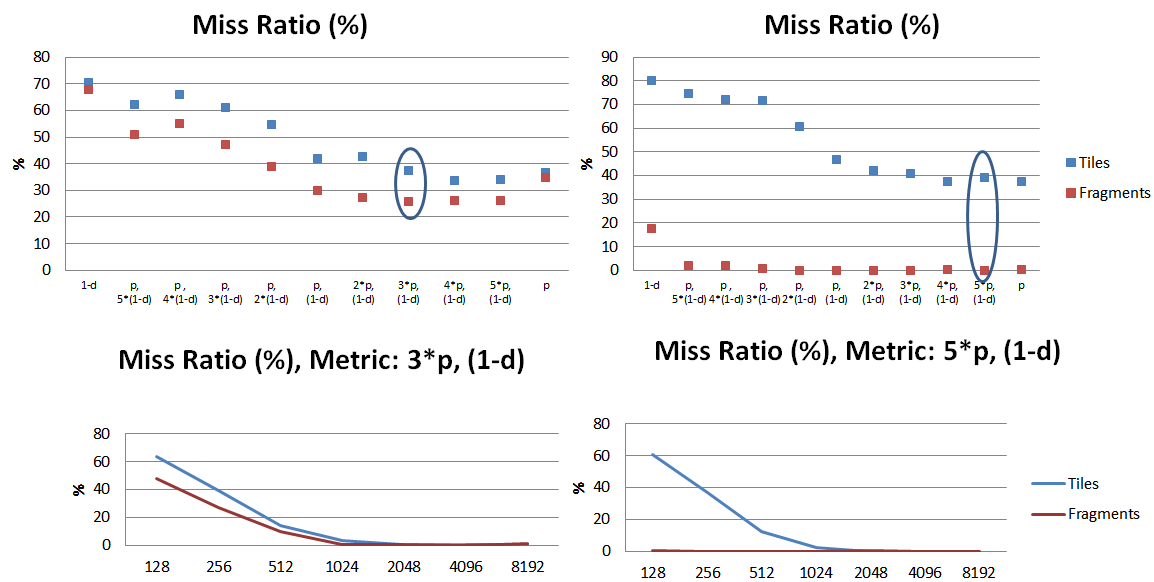 Miss Ratio (%)
80
70
60
50
40
30
20
10
0
%
1-d
p, 5*(1-d)
p , 4*(1-d)
p, 3*(1-d)
p, 2*(1-d)
p, (1-d)
2*p, (1-d)
3*p, (1-d)
4*p, (1-d)
5*p, (1-d)
p
Miss Ratio (%)
90
80
70
60
50
40
30
20
10
0
%
1-d
p, 5*(1-d)
p , 4*(1-d)
p, 3*(1-d)
p, 2*(1-d)
p, (1-d)
2*p, (1-d)
3*p, (1-d)
4*p, (1-d)
5*p, (1-d)
p
Tiles
Fragments
Miss Ratio (%), Metric: 3*p, (1-d)
80
60
40
20
0
%
128 256 512 1024 2048 4096 8192
Miss Ratio (%), Metric: 5*p, (1-d)
80
60
40
20
0
%
128 256 512 1024 2048 4096 8192
Tiles
Fragments